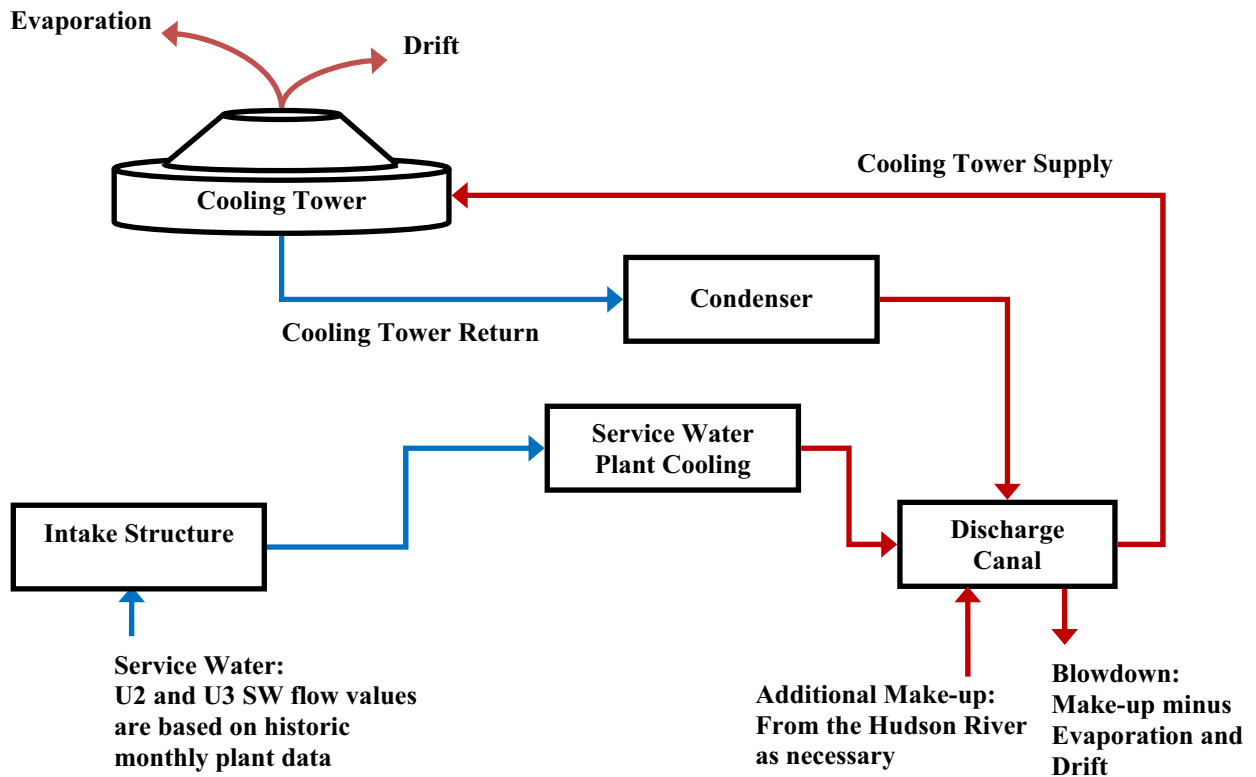 Evaporation
Drift
Cooling Tower Supply
Cooling Tower
Condenser
Cooling Tower Return
Service Water
Plant Cooling
Intake Structure
Discharge
Canal
Service Water:
U2 and U3 SW flow values
are based on historic
monthly plant data
Additional Make-up:
From the Hudson River
as necessary
Blowdown:
Make-up minus
Evaporation and
Drift